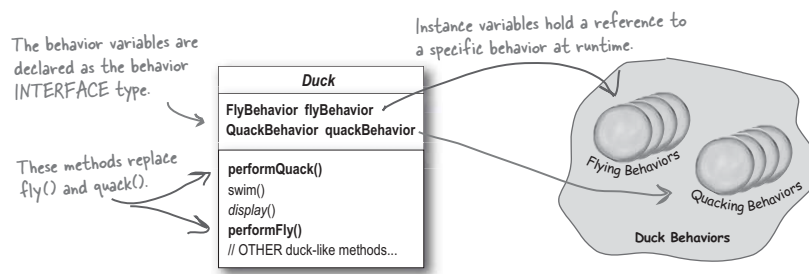 Instance variables hold a reference to
a specific behavior at runtime.
The behavior variables are
declared as the behavior
INTERFACE type.
Duck
FlyBehavior flyBehavior
QuackBehavior quackBehavior
These methods replace
fly() and quack().
performQuack()
swim()
display()
performFly()
// OTHER duck-like methods...
Flying Behaviors
Quacking Behaviors
Duck Behaviors